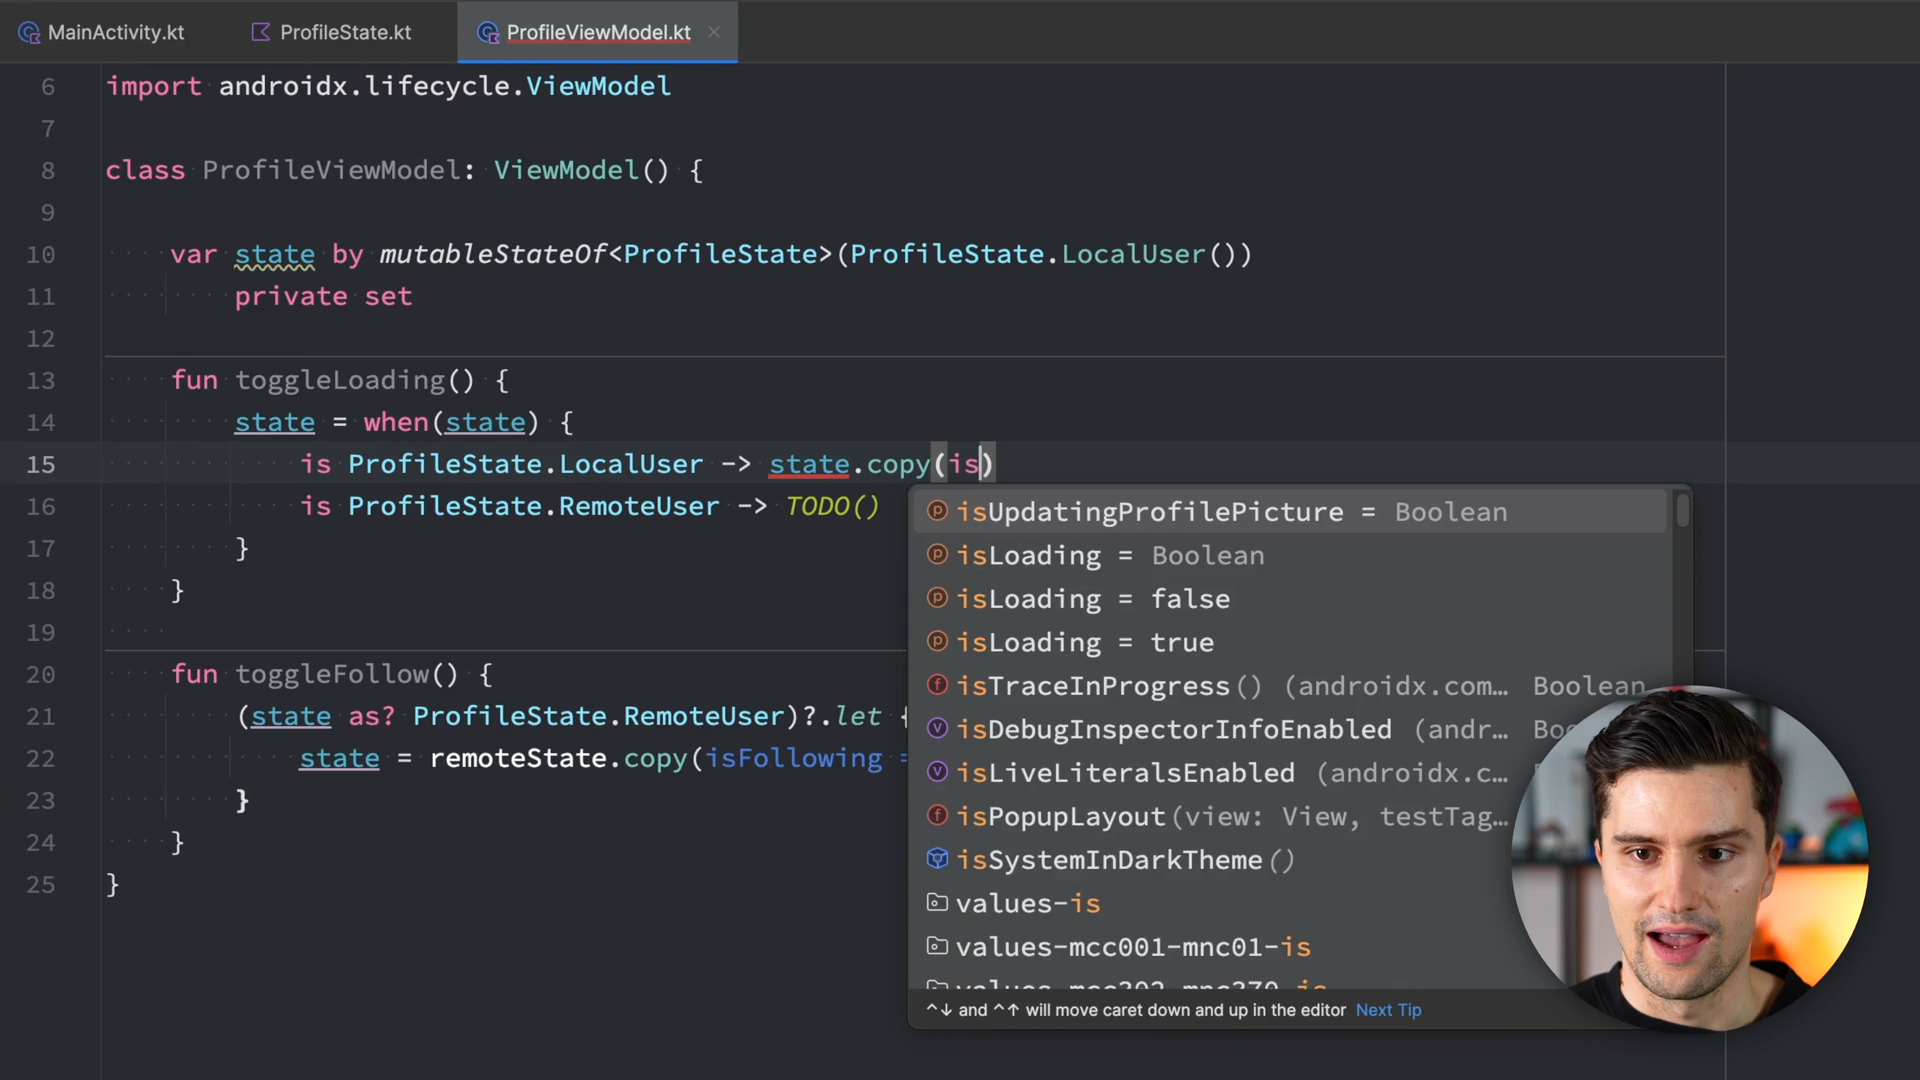 MainActivity.kt ProfileState.kt ProfileViewModel.kt
6 import androidx.lifecycle.ViewModel
7
8 class ProfileViewModel: ViewModel() {
9
10 var state by mutableStateOf<ProfileState>(ProfileState.LocalUser())
11 private set
12
13 fun toggleLoading() {
14 state = when(state) {
15 is ProfileState.LocalUser -> state.copy(is)
16 is ProfileState.RemoteUser -> TODO()
17 }
18 }
19
20 fun toggleFollow() {
21 (state as? ProfileState.RemoteUser)?.let {
22 state = remoteState.copy(isFollowing =
23 }
24 }
25 }
isUpdatingProfilePicture = Boolean
isLoading = Boolean
isLoading = false
isLoading = true
isTraceInProgress() (androidx.com… Boolean
isDebugInspectorInfoEnabled (andr… Boo
isLiveLiteralsEnabled (androidx.c…
isPopupLayout(view: View, testTag…
isSystemInDarkTheme()
values-is
values-mcc001-mnc01-is
^↓ and ^↑ will move caret down and up in the editor Next Tip